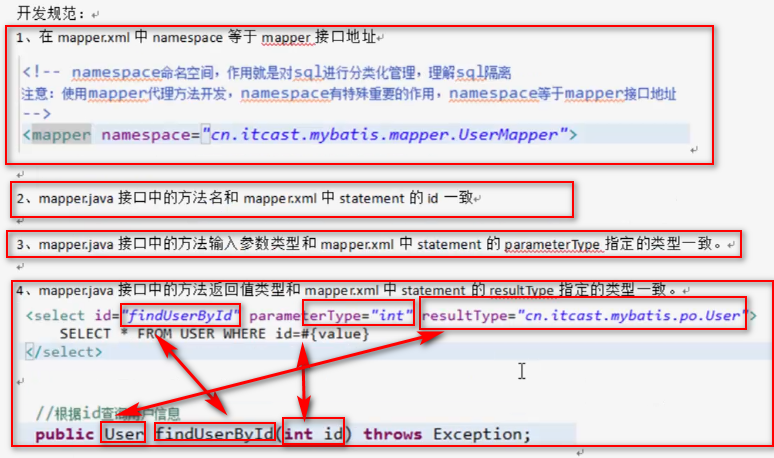 开发规范：
1、在 mapper.xml 中 namespace 等于 mapper 接口地址
<!-- namespace命名空间，作用就是对sql进行分类化管理，理解sql隔离
注意：使用mapper代理方法开发，namespace有特殊重要的作用，namespace等于mapper接口地址
-->
<mapper namespace="cn.itcast.mybatis.mapper.UserMapper">
2、mapper.java 接口中的方法名和 mapper.xml 中 statement 的 id 一致
3、mapper.java 接口中的方法输入参数类型和 mapper.xml 中 statement 的 parameterType 指定的类型一致。
4、mapper.java 接口中的方法返回值类型和 mapper.xml 中 statement 的 resultType 指定的类型一致。
<select id="findUserById" parameterType="int" resultType="cn.itcast.mybatis.po.User">
SELECT * FROM USER WHERE id=#{value}
</select>
//根据id查询用户信息
public User findUserById(int id) throws Exception;